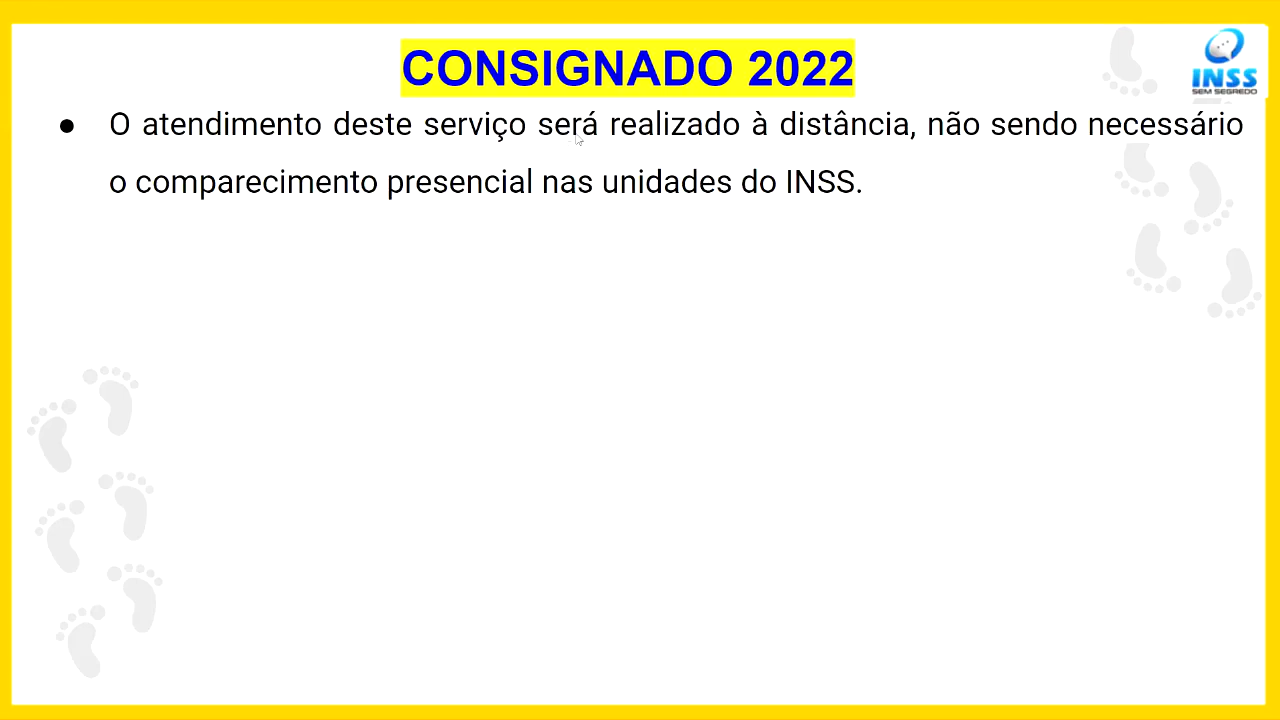 CONSIGNADO 2022
INSS
SEM SEGREDO
● O atendimento deste serviço será realizado à distância, não sendo necessário
o comparecimento presencial nas unidades do INSS.